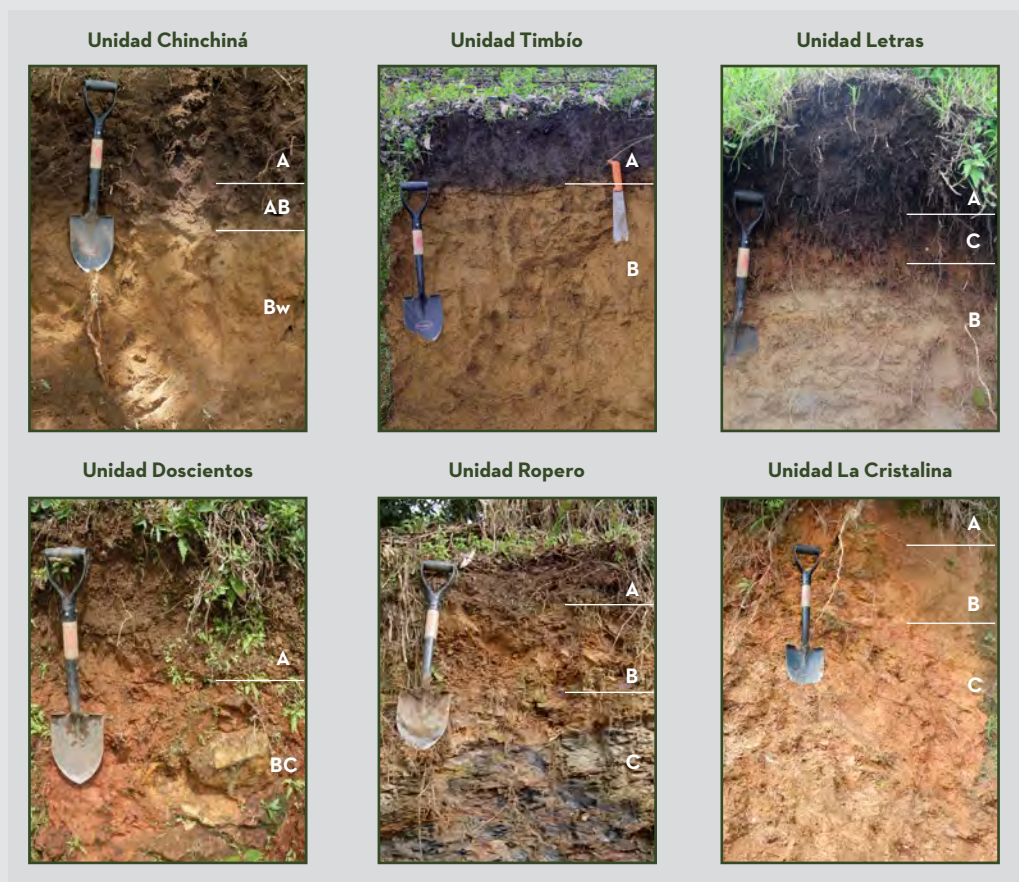 Unidad Chinchiná
A
AB
Bw
Unidad Timbío
A
B
Unidad Letras
A
C
B
Unidad Doscientos
A
BC
Unidad Ropero
A
B
C
Unidad La Cristalina
A
B
C